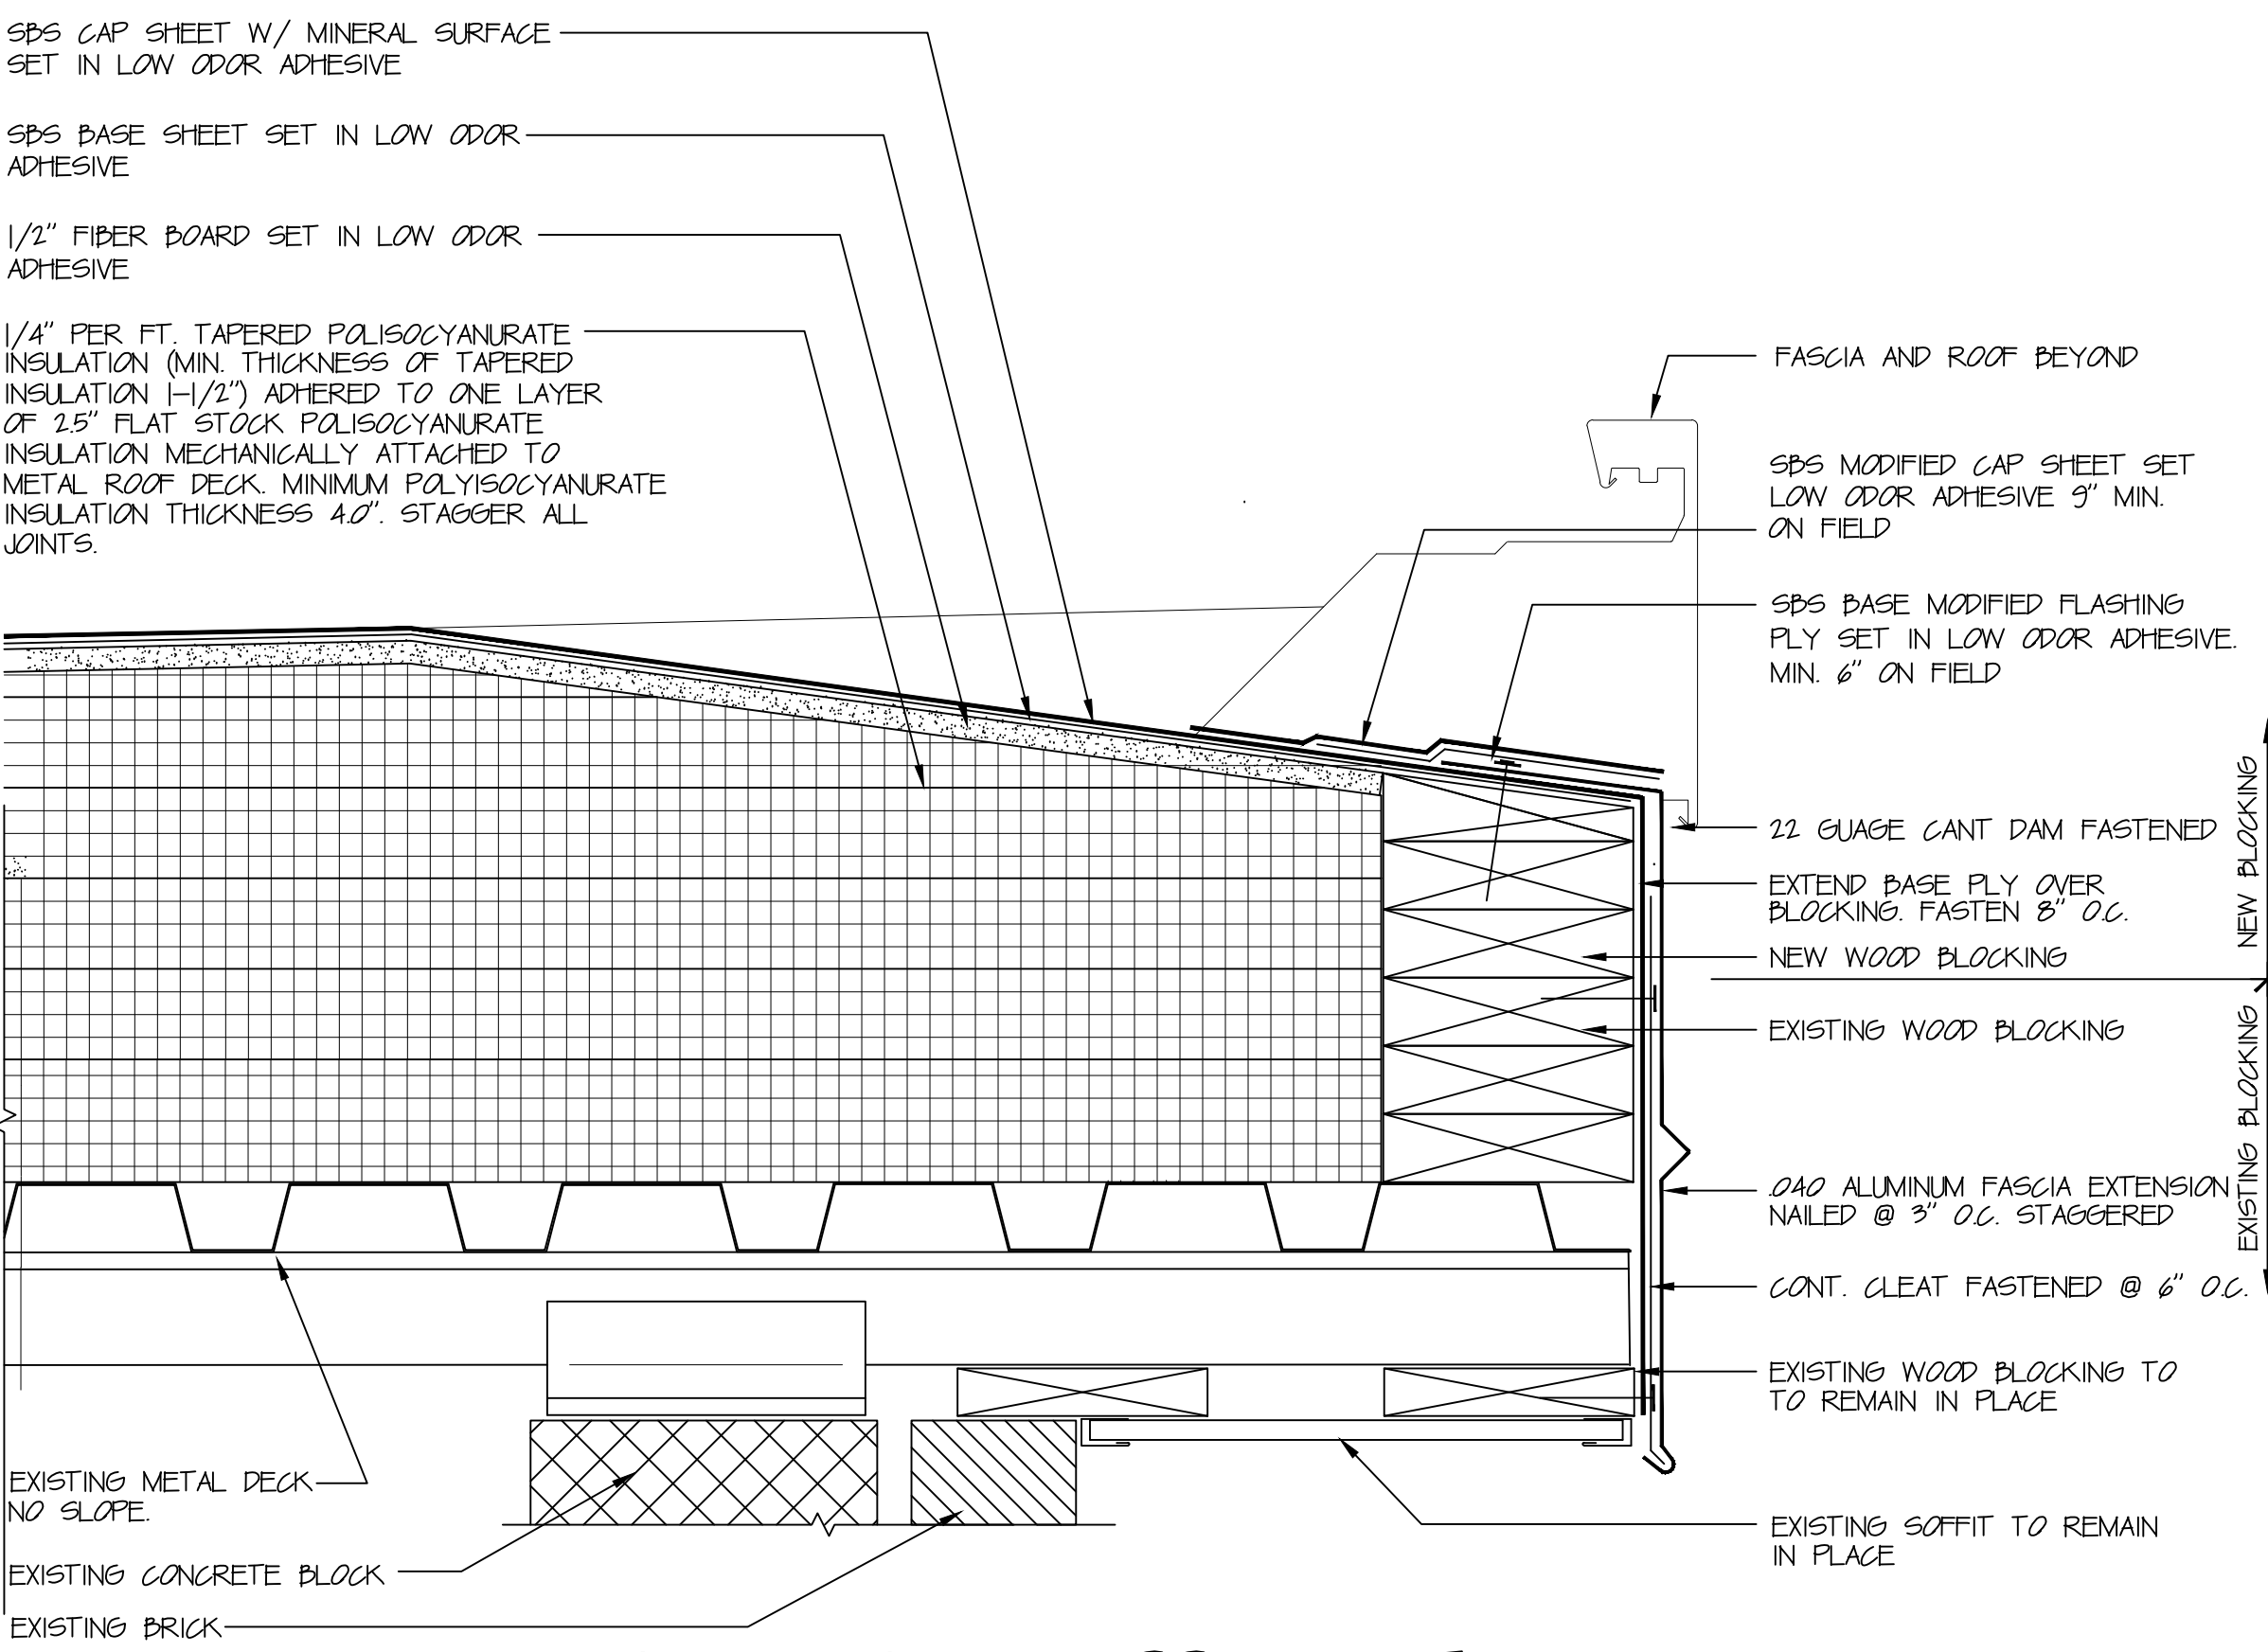 SBS CAP SHEET W/ MINERAL SURFACE
SET IN LOW ODOR ADHESIVE
SBS BASE SHEET SET IN LOW ODOR
ADHESIVE
1/2" FIBER BOARD SET IN LOW ODOR
ADHESIVE
1/4" PER FT. TAPERED POLISOCYANURATE
INSULATION (MIN. THICKNESS OF TAPERED
INSULATION 1-1/2") ADHERED TO ONE LAYER
OF 2.5" FLAT STOCK POLISOCYANURATE
INSULATION MECHANICALLY ATTACHED TO
METAL ROOF DECK. MINIMUM POLYISOCYANURATE
INSULATION THICKNESS 4.0". STAGGER ALL
JOINTS.
EXISTING METAL DECK
NO SLOPE.
EXISTING CONCRETE BLOCK
EXISTING BRICK
FASCIA AND ROOF BEYOND
SBS MODIFIED CAP SHEET SET
LOW ODOR ADHESIVE 9" MIN.
ON FIELD
SBS BASE MODIFIED FLASHING
PLY SET IN LOW ODOR ADHESIVE.
MIN. 6" ON FIELD
22 GUAGE CANT DAM FASTENED
EXTEND BASE PLY OVER
BLOCKING. FASTEN 8" O.C.
NEW WOOD BLOCKING
EXISTING WOOD BLOCKING
.040 ALUMINUM FASCIA EXTENSION
NAILED @ 3" O.C. STAGGERED
CONT. CLEAT FASTENED @ 6" O.C.
EXISTING WOOD BLOCKING TO
TO REMAIN IN PLACE
EXISTING SOFFIT TO REMAIN
IN PLACE
NEW BLOCKING
EXISTING BLOCKING